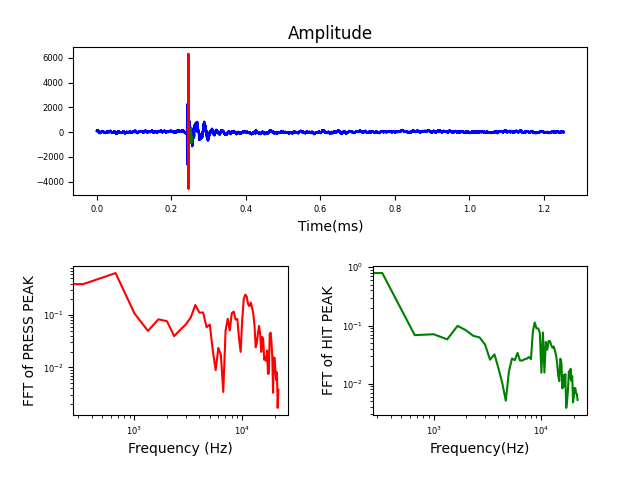 Amplitude
6000
4000
2000
0
−2000
−4000
0.0 0.2 0.4 0.6 0.8 1.0 1.2
Time(ms)
FFT of PRESS PEAK
10⁻¹
10⁻²
10³ 10⁴
Frequency (Hz)
FFT of HIT PEAK
10⁰
10⁻¹
10⁻²
10³ 10⁴
Frequency(Hz)